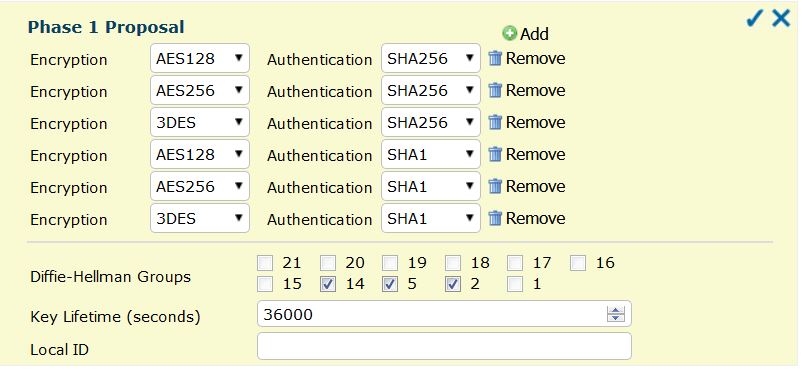 Phase 1 Proposal
Add
Encryption AES128 Authentication SHA256 Remove
Encryption AES256 Authentication SHA256 Remove
Encryption 3DES Authentication SHA256 Remove
Encryption AES128 Authentication SHA1 Remove
Encryption AES256 Authentication SHA1 Remove
Encryption 3DES Authentication SHA1 Remove
Diffie-Hellman Groups
21 20 19 18 17 16
15 14 5 2 1
Key Lifetime (seconds) 36000
Local ID